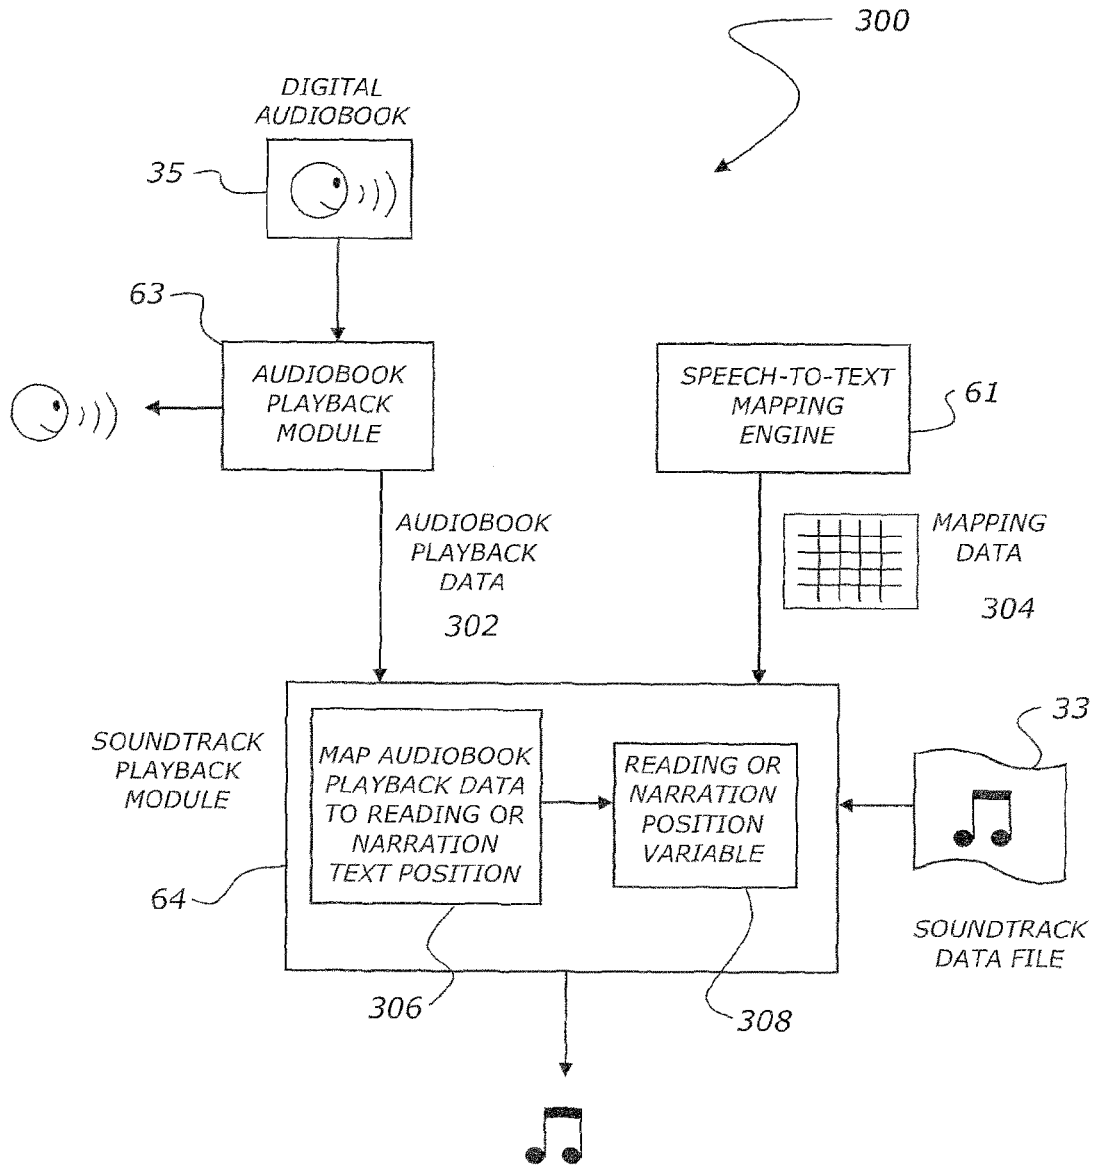 300
DIGITAL
AUDIOBOOK
35
63
AUDIOBOOK
PLAYBACK
MODULE
SPEECH-TO-TEXT
MAPPING
ENGINE
61
AUDIOBOOK
PLAYBACK
DATA
302
MAPPING
DATA
304
SOUNDTRACK
PLAYBACK
MODULE
64
MAP AUDIOBOOK
PLAYBACK DATA
TO READING OR
NARRATION
TEXT POSITION
READING OR
NARRATION
POSITION
VARIABLE
33
SOUNDTRACK
DATA FILE
306
308